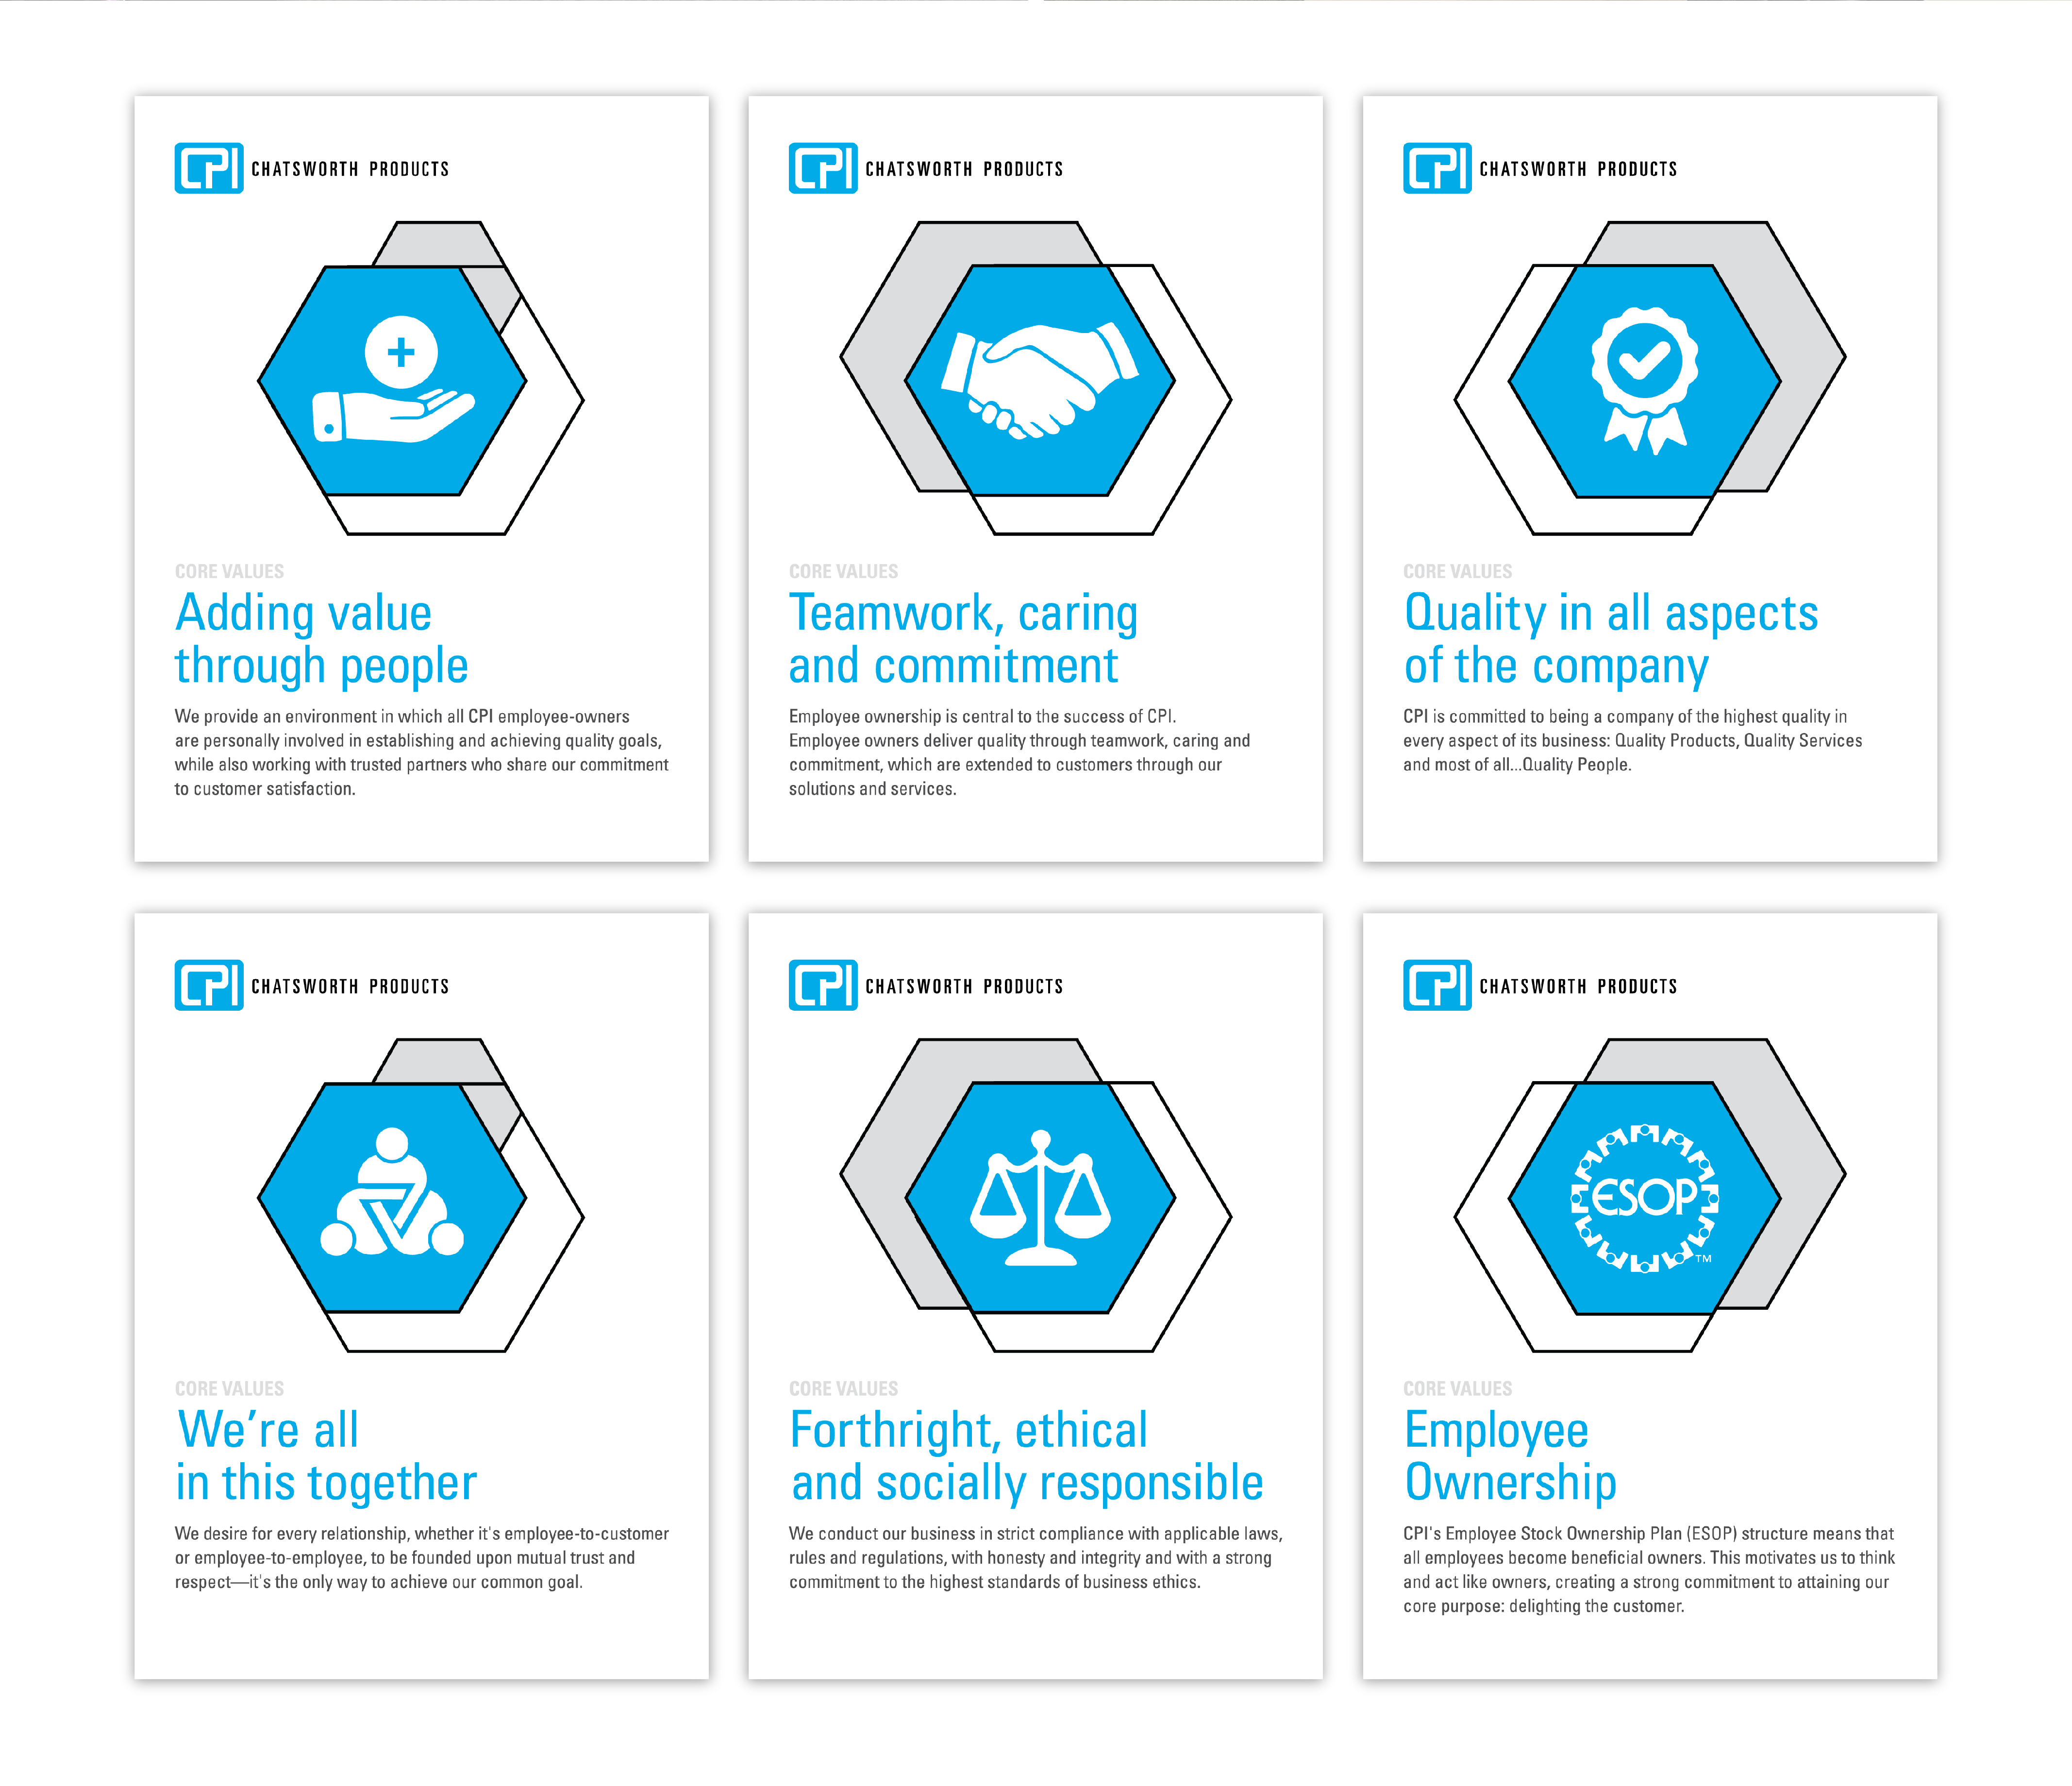 CPI CHATSWORTH PRODUCTS
CORE VALUES
Adding value
through people
We provide an environment in which all CPI employee-owners
are personally involved in establishing and achieving quality goals,
while also working with trusted partners who share our commitment
to customer satisfaction.
CPI CHATSWORTH PRODUCTS
CORE VALUES
Teamwork, caring
and commitment
Employee ownership is central to the success of CPI.
Employee owners deliver quality through teamwork, caring and
commitment, which are extended to customers through our
solutions and services.
CPI CHATSWORTH PRODUCTS
CORE VALUES
Quality in all aspects
of the company
CPI is committed to being a company of the highest quality in
every aspect of its business: Quality Products, Quality Services
and most of all...Quality People.
CPI CHATSWORTH PRODUCTS
CORE VALUES
We’re all
in this together
We desire for every relationship, whether it's employee-to-customer
or employee-to-employee, to be founded upon mutual trust and
respect—it's the only way to achieve our common goal.
CPI CHATSWORTH PRODUCTS
CORE VALUES
Forthright, ethical
and socially responsible
We conduct our business in strict compliance with applicable laws,
rules and regulations, with honesty and integrity and with a strong
commitment to the highest standards of business ethics.
CPI CHATSWORTH PRODUCTS
ESOP
TM
CORE VALUES
Employee
Ownership
CPI's Employee Stock Ownership Plan (ESOP) structure means that
all employees become beneficial owners. This motivates us to think
and act like owners, creating a strong commitment to attaining our
core purpose: delighting the customer.